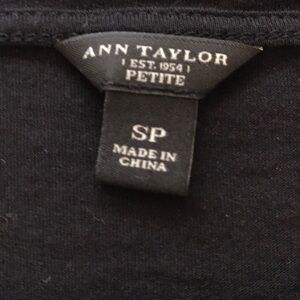 ANN TAYLOR
EST. 1954
PETITE
SP
MADE IN
CHINA